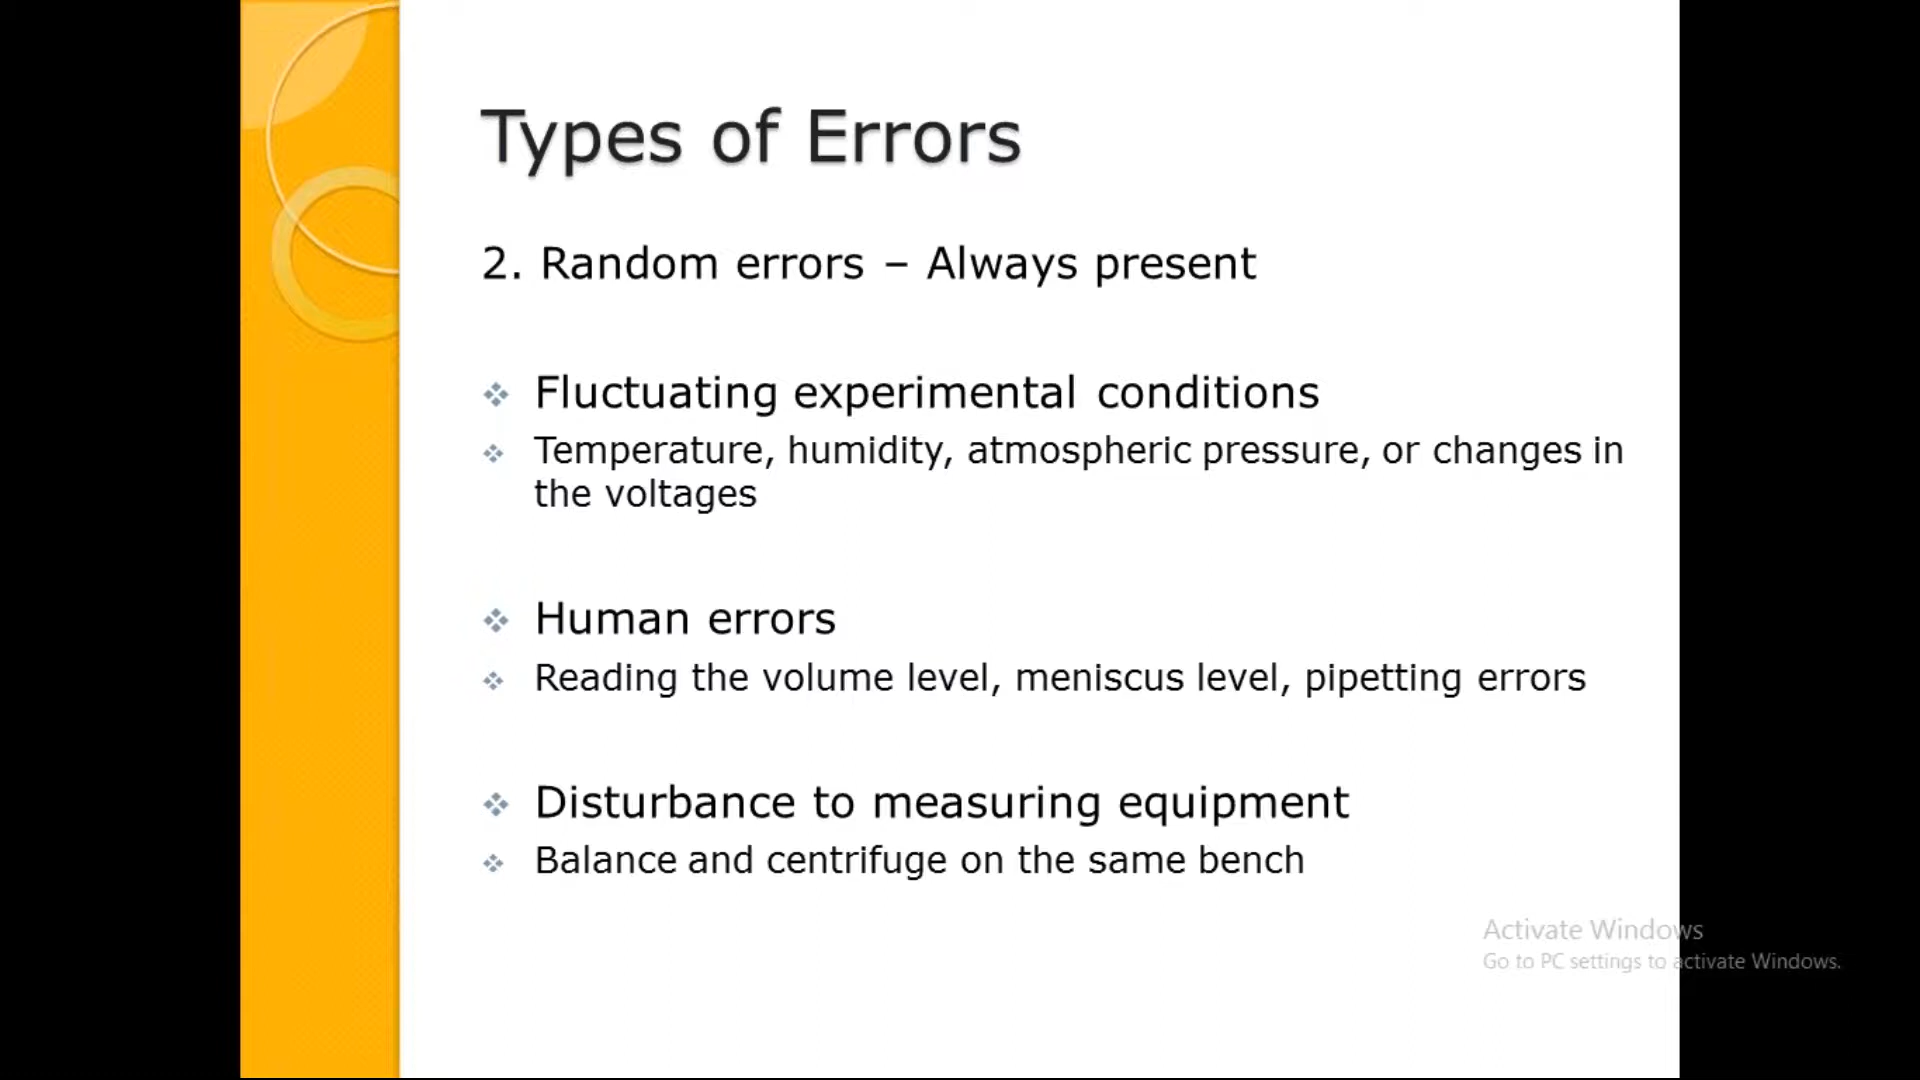 Types of Errors
2. Random errors – Always present
Fluctuating experimental conditions
Temperature, humidity, atmospheric pressure, or changes in
the voltages
Human errors
Reading the volume level, meniscus level, pipetting errors
Disturbance to measuring equipment
Balance and centrifuge on the same bench
Activate Windows
Go to PC settings to activate Windows.